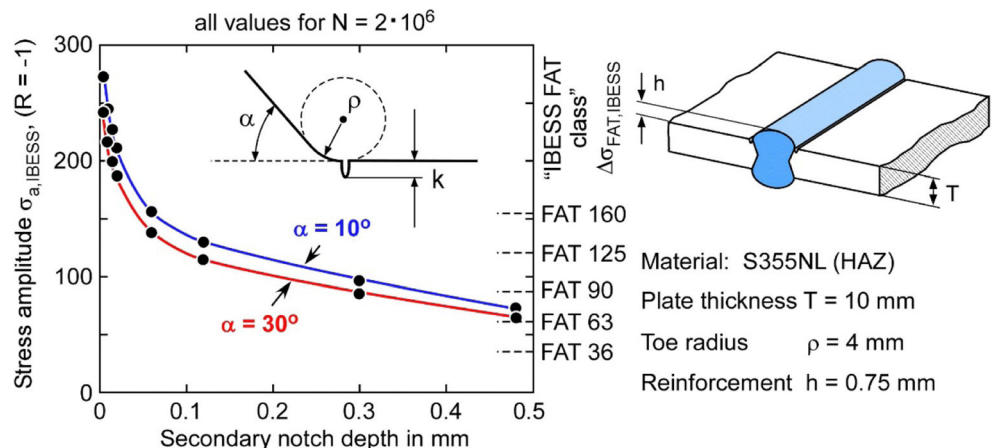 all values for N = 2·10⁶
Stress amplitude σa,IBESS, (R = -1)
300
200
100
0
0
0.1
0.2
0.3
0.4
0.5
Secondary notch depth in mm
α
ρ
k
α = 10º
α = 30º
"IBESS FAT class"
ΔσFAT,IBESS
FAT 160
FAT 125
FAT 90
FAT 63
FAT 36
h
T
Material: S355NL (HAZ)
Plate thickness T = 10 mm
Toe radius ρ = 4 mm
Reinforcement h = 0.75 mm